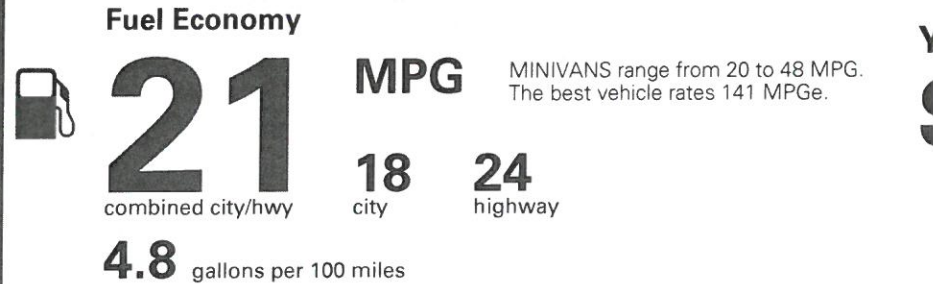 Fuel Economy
21
MPG
MINIVANS range from 20 to 48 MPG.
The best vehicle rates 141 MPGe.
18
24
combined city/hwy
city
highway
4.8 gallons per 100 miles